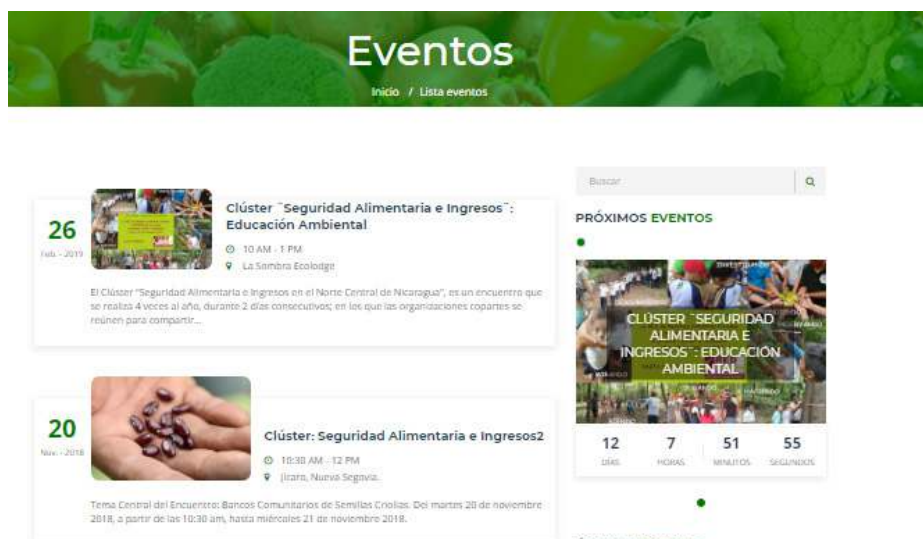 Eventos
Inicio / Lista eventos
Buscar
26
Feb. - 2019
Clúster ¨Seguridad Alimentaria e Ingresos¨:
Educación Ambiental
10 AM - 1 PM
La Sombra Ecolodge
El Clúster "Seguridad Alimentaria e Ingresos en el Norte Central de Nicaragua", es un encuentro que
se realiza 4 veces al año, durante 2 días consecutivos; en los que las organizaciones copartes se
reúnen para compartir...
20
Nov. - 2018
Clúster: Seguridad Alimentaria e Ingresos2
10:30 AM - 12 PM
Jícaro, Nueva Segovia.
Tema Central del Encuentro: Bancos Comunitarios de Semillas Criollas. Del martes 20 de noviembre
2018, a partir de las 10:30 am, hasta miércoles 21 de noviembre 2018.
PRÓXIMOS EVENTOS
CLÚSTER ¨SEGURIDAD
ALIMENTARIA E
INGRESOS¨: EDUCACIÓN
AMBIENTAL
12 7 51 55
DÍAS HORAS MINUTOS SEGUNDOS